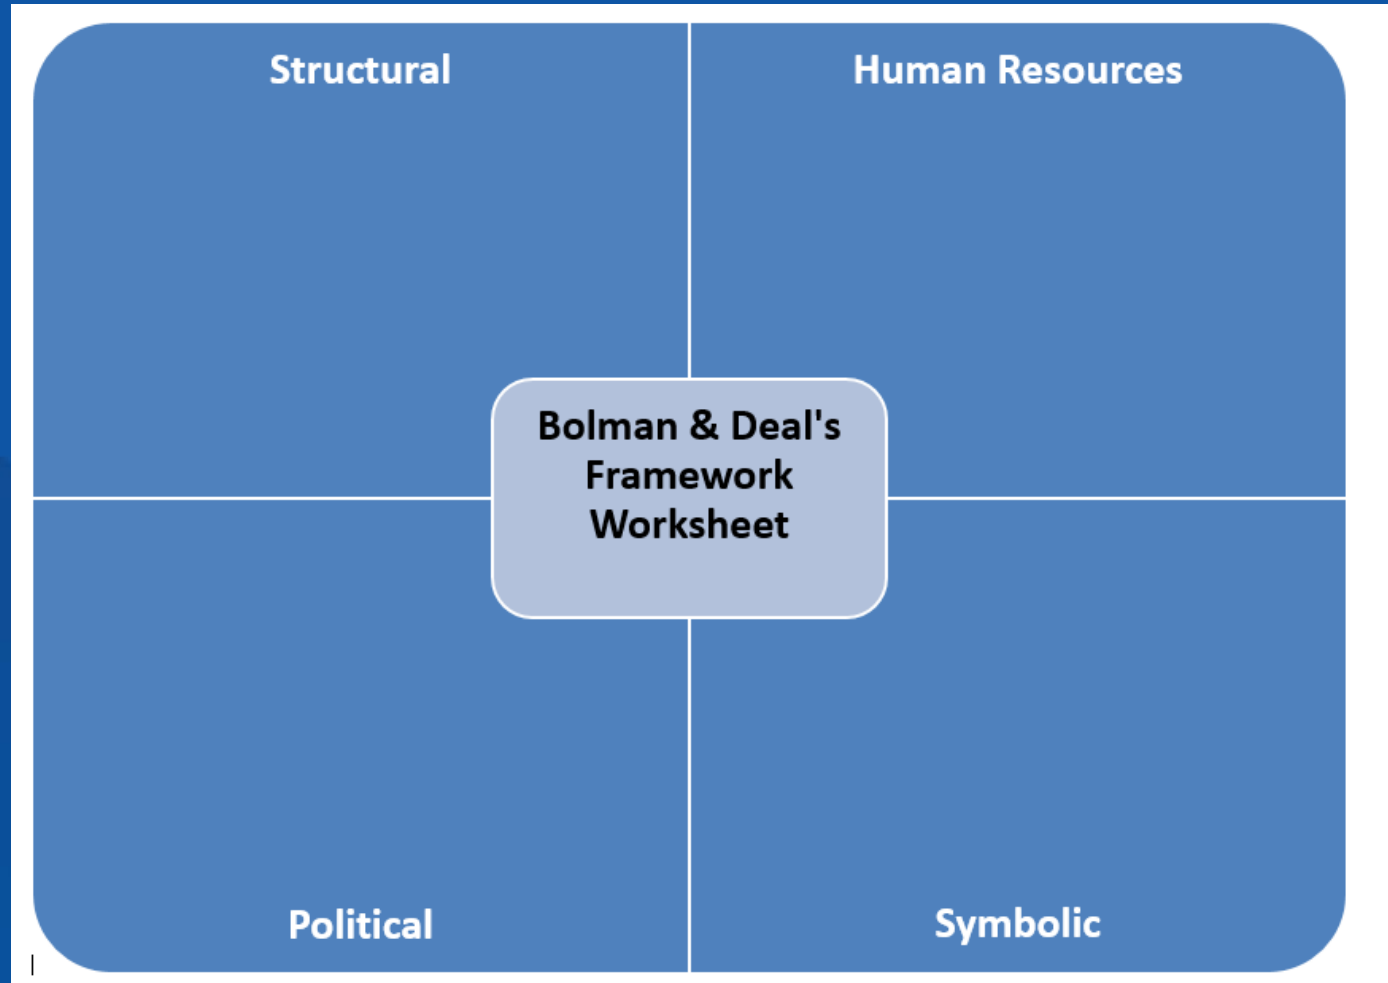 Structural
Human Resources
Bolman & Deal's
Framework
Worksheet
Political
Symbolic